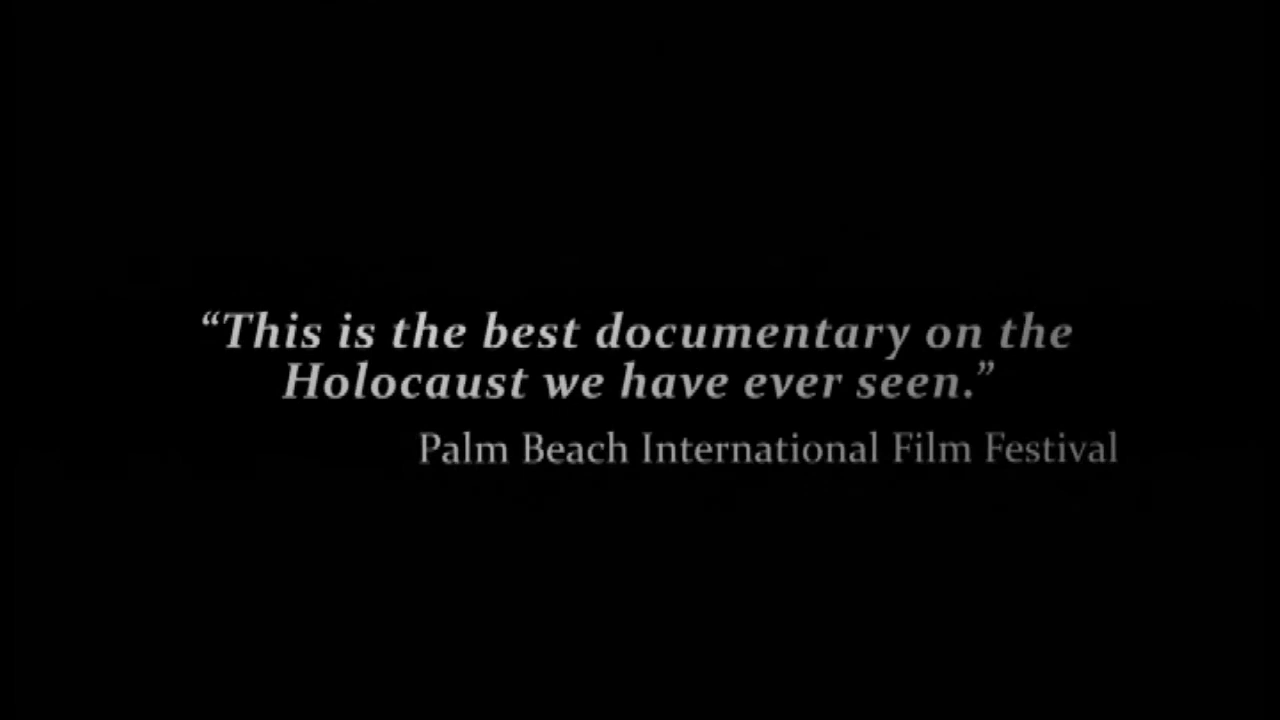 “This is the best documentary on the
Holocaust we have ever seen.”
Palm Beach International Film Festival